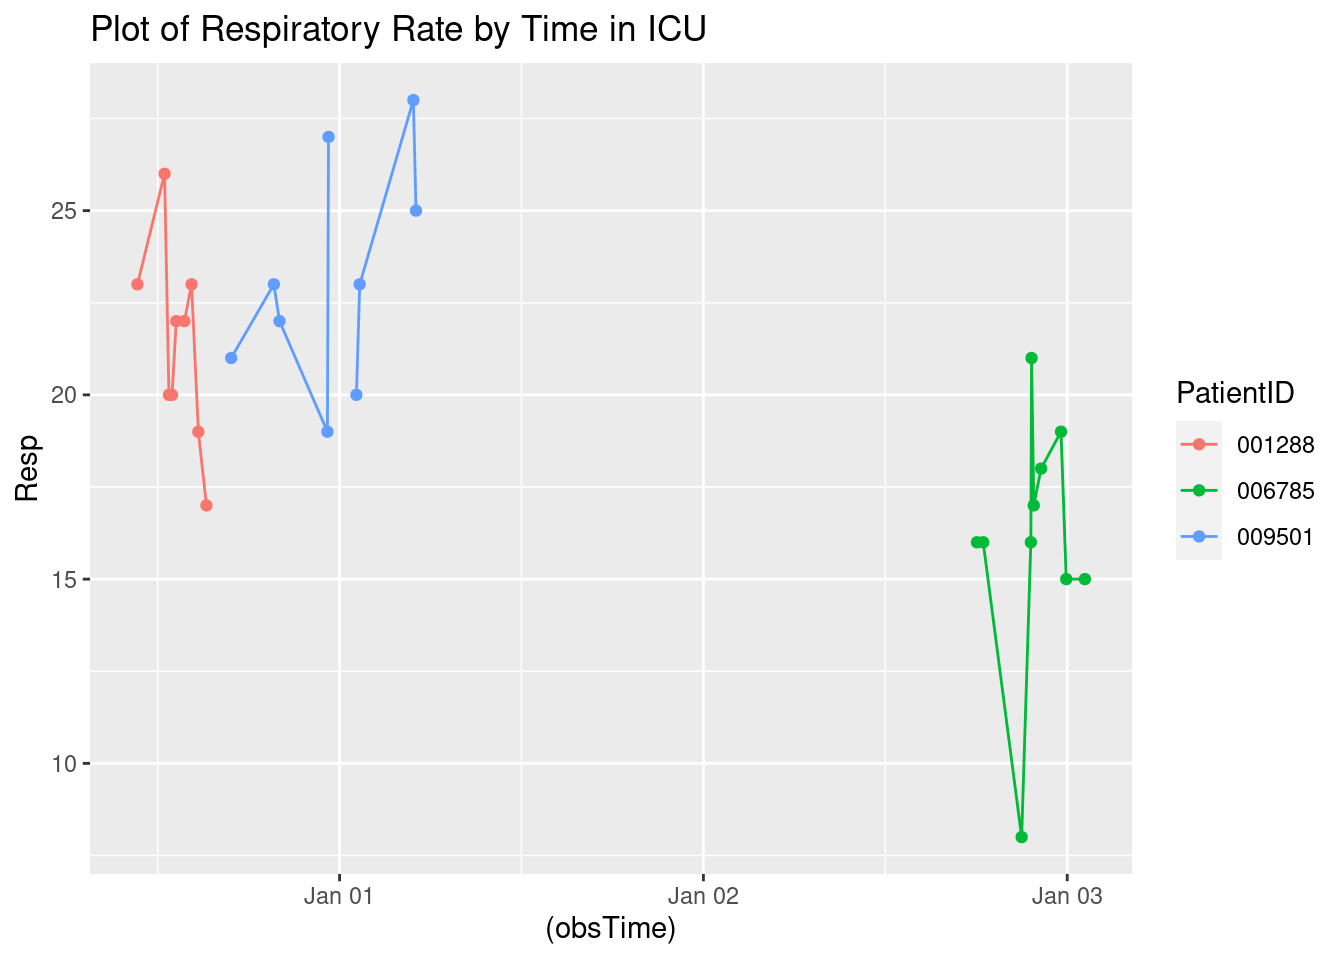 Plot of Respiratory Rate by Time in ICU
Resp
25
20
15
10
Jan 01
Jan 02
Jan 03
(obsTime)
PatientID
001288
006785
009501